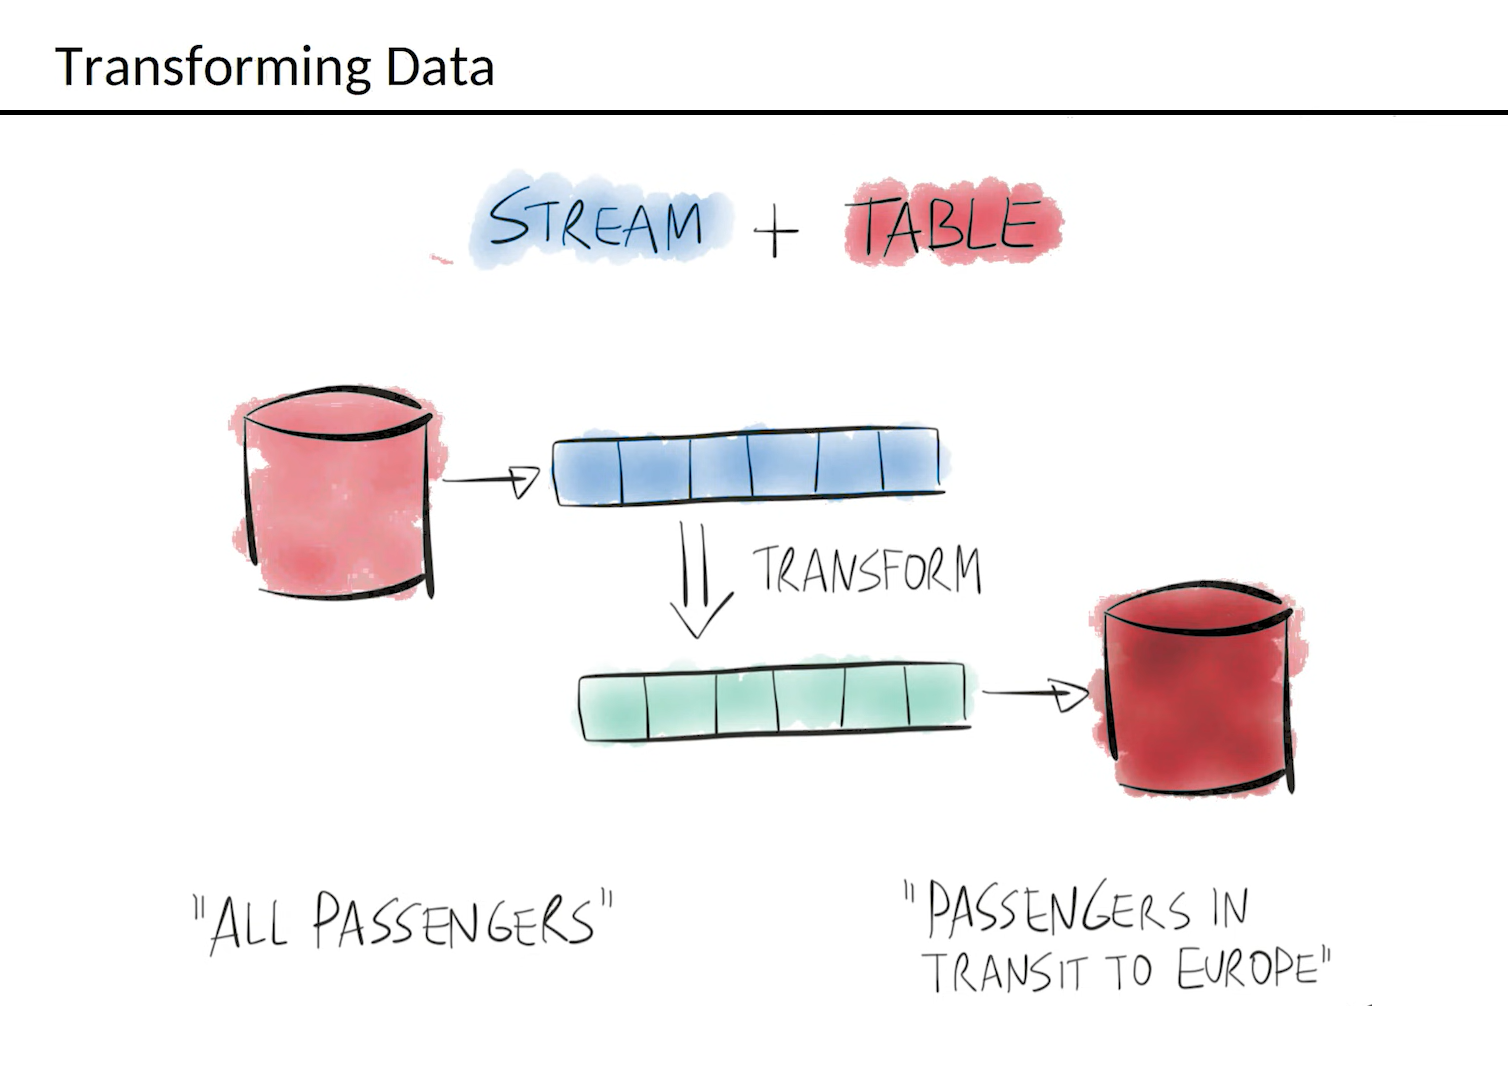 Transforming Data
STREAM + TABLE
TRANSFORM
"ALL PASSENGERS"
"PASSENGERS IN
TRANSIT TO EUROPE"